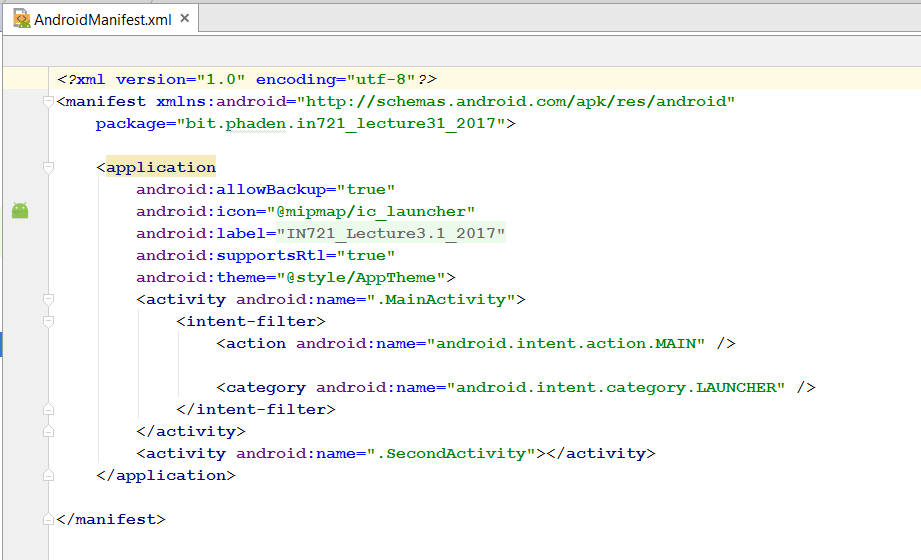 AndroidManifest.xml ×
<?xml version="1.0" encoding="utf-8"?>
<manifest xmlns:android="http://schemas.android.com/apk/res/android"
    package="bit.phaden.in721_lecture31_2017">

    <application
        android:allowBackup="true"
        android:icon="@mipmap/ic_launcher"
        android:label="IN721_Lecture3.1_2017"
        android:supportsRtl="true"
        android:theme="@style/AppTheme">
        <activity android:name=".MainActivity">
            <intent-filter>
                <action android:name="android.intent.action.MAIN" />

                <category android:name="android.intent.category.LAUNCHER" />
            </intent-filter>
        </activity>
        <activity android:name=".SecondActivity"></activity>
    </application>

</manifest>